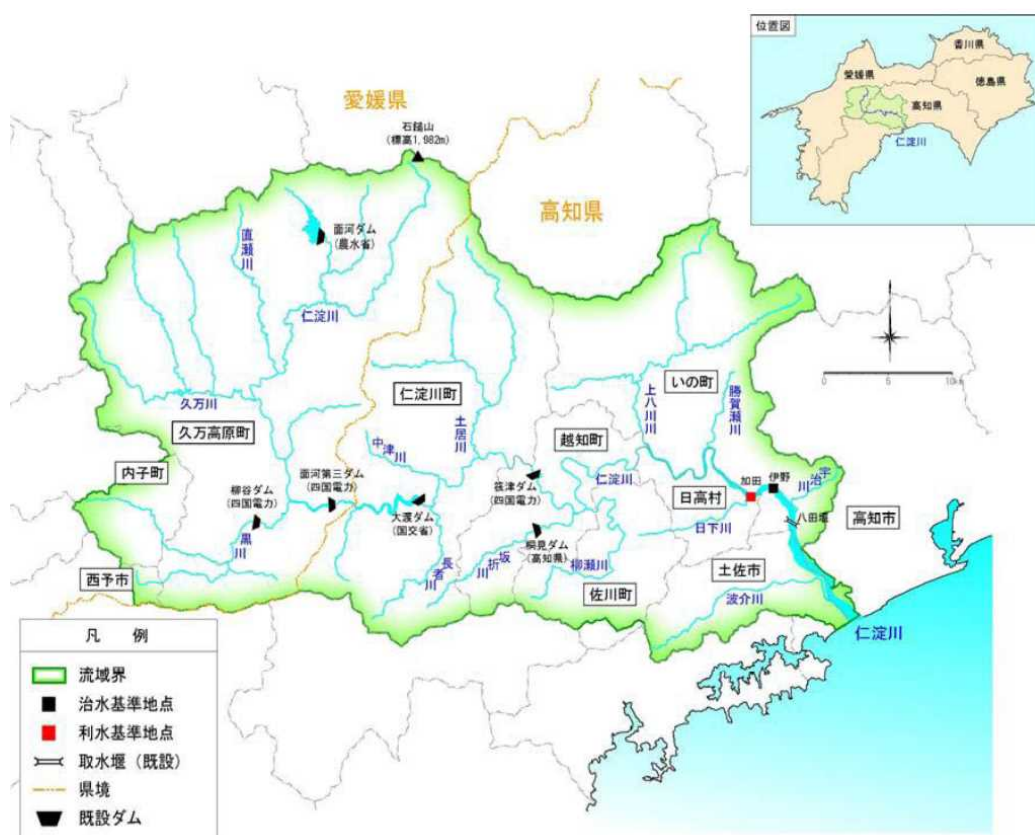 位置図
香川県
愛媛県
徳島県
高知県
仁淀川
愛媛県
石鎚山
(標高1,982m)
高知県
面河ダム
(農水省)
直瀬川
仁淀川
いの町
上八川川
勝賀瀬川
仁淀川町
土居川
久万川
久万高原町
中津川
越知町
仁淀川
内子町
面河第三ダム
(四国電力)
柳谷ダム
(四国電力)
筏津ダム
(四国電力)
加田
伊野
宇治川
日高村
八田堰
高知市
大渡ダム
(国交省)
桐見ダム
(高知県)
日下川
黒川
長者川
坂折川
柳瀬川
西予市
佐川町
土佐市
波介川
仁淀川
0
5
10km
凡 例
流域界
治水基準地点
利水基準地点
取水堰(既設)
県境
既設ダム